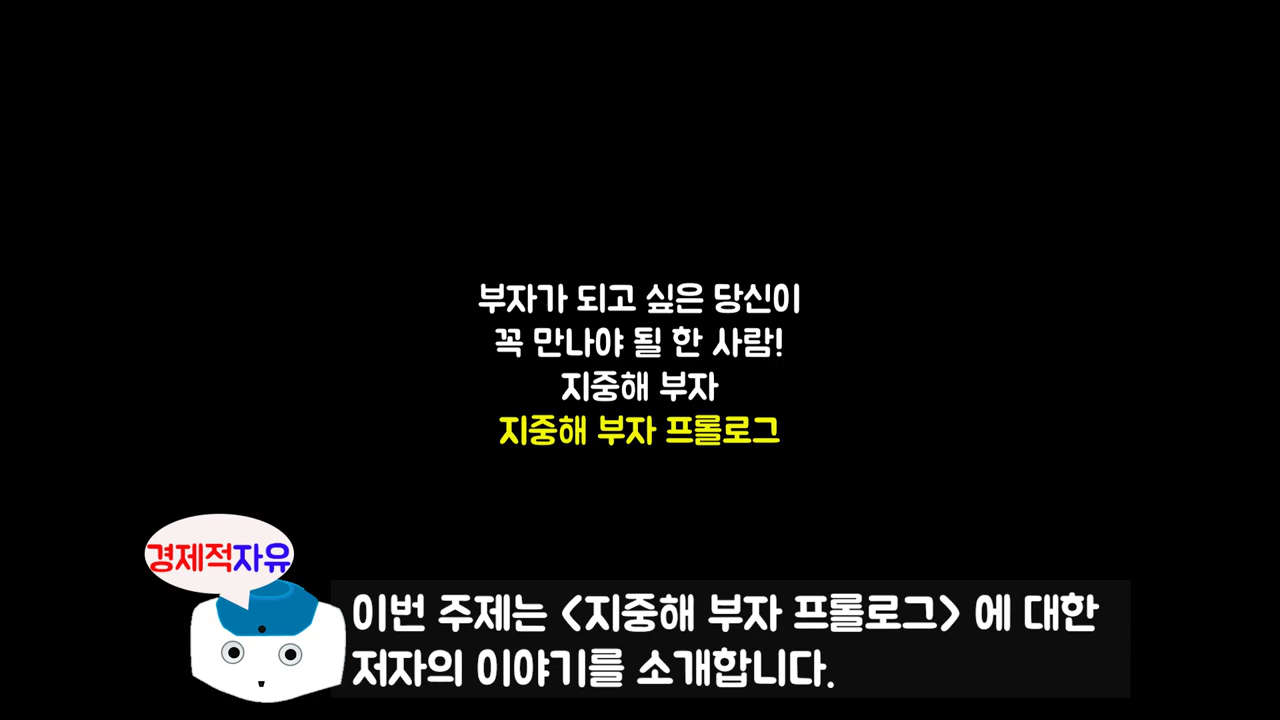 부자가 되고 싶은 당신이
꼭 만나야 될 한 사람!
지중해 부자
지중해 부자 프롤로그
경제적자유
이번 주제는 <지중해 부자 프롤로그> 에 대한
저자의 이야기를 소개합니다.